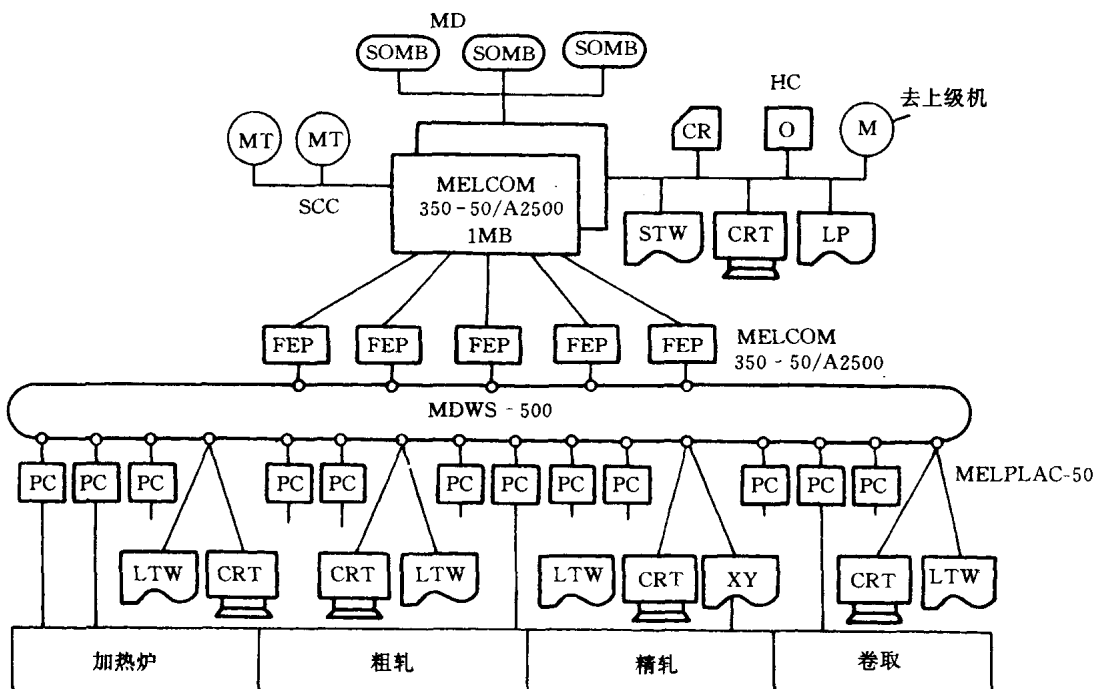 MD
SOMB SOMB SOMB
HC
去上级机
MT MT
CR O M
SCC
MELCOM
350-50/A2500
1MB
STW CRT LP
FEP FEP FEP FEP FEP
MELCOM
350-50/A2500
MDWS-500
PC PC PC PC PC PC PC PC PC PC PC PC
MELPLAC-50
LTW CRT CRT LTW LTW CRT XY CRT LTW
加热炉 粗轧 精轧 卷取